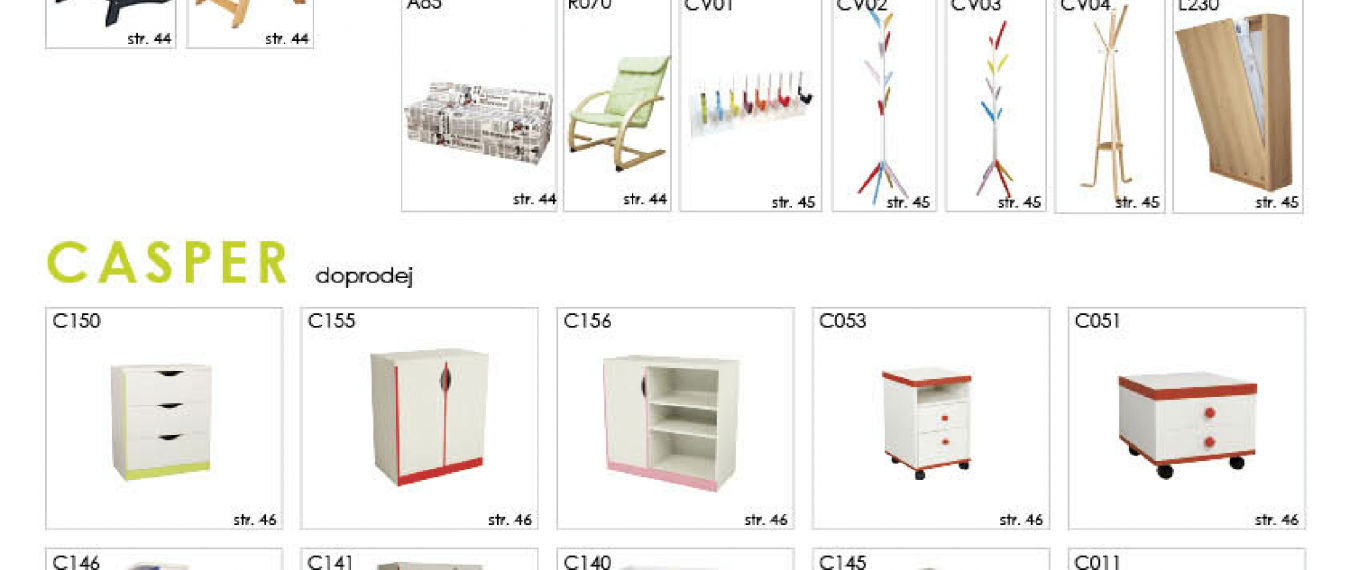 A65 R070 CV01 CV02 CV03 CV04 L230
str. 44 str. 44
str. 44 str. 44 str. 45 str. 45 str. 45 str. 45 str. 45
CASPER doprodej
C150 C155 C156 C053 C051
str. 46 str. 46 str. 46 str. 46 str. 46
C146 C141 C140 C145 C011